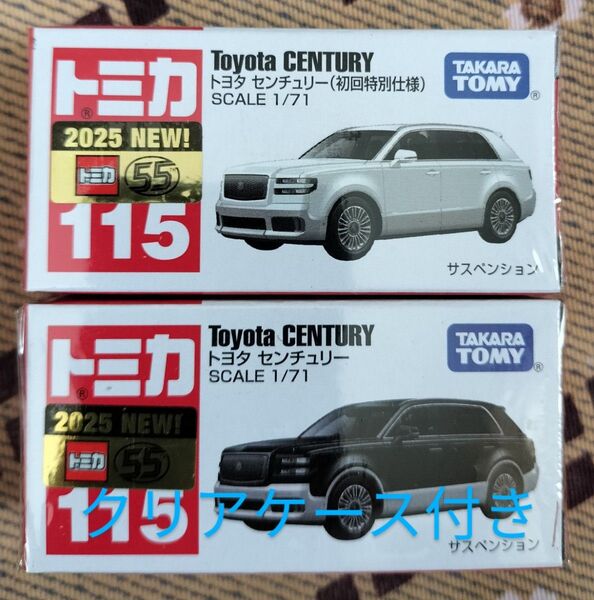 トミカ
®
2025 NEW!
トミカ 55
115
Toyota CENTURY
トヨタ センチュリー(初回特別仕様)
SCALE 1/71
TAKARA
TOMY®
サスペンション
トミカ
®
2025 NEW!
トミカ 55
115
Toyota CENTURY
トヨタ センチュリー
SCALE 1/71
TAKARA
TOMY®
クリアケース付き
サスペンション